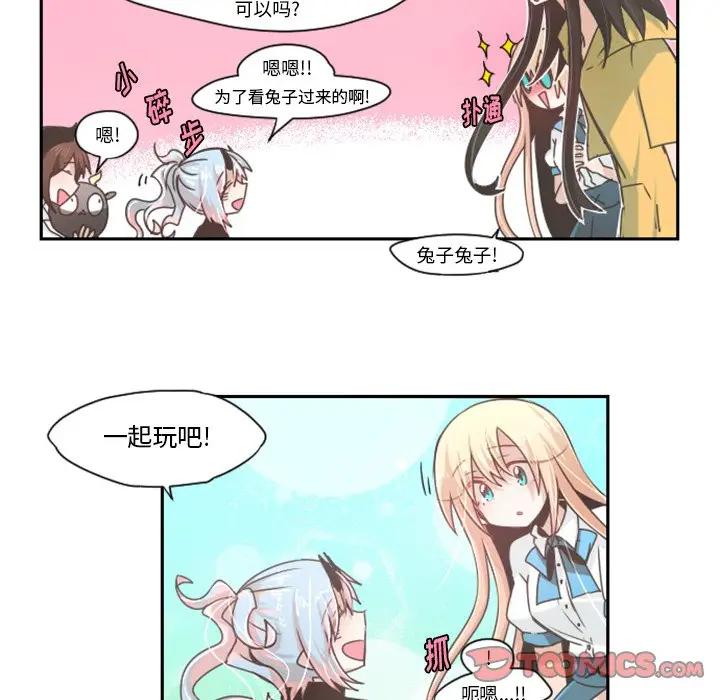 可以吗?
嗯嗯!!
为了看兔子过来的啊!
小碎步
嗯!
扑通
兔子兔子!
一起玩吧!
抓
呃嗯.....!!
TOOMICS.COM